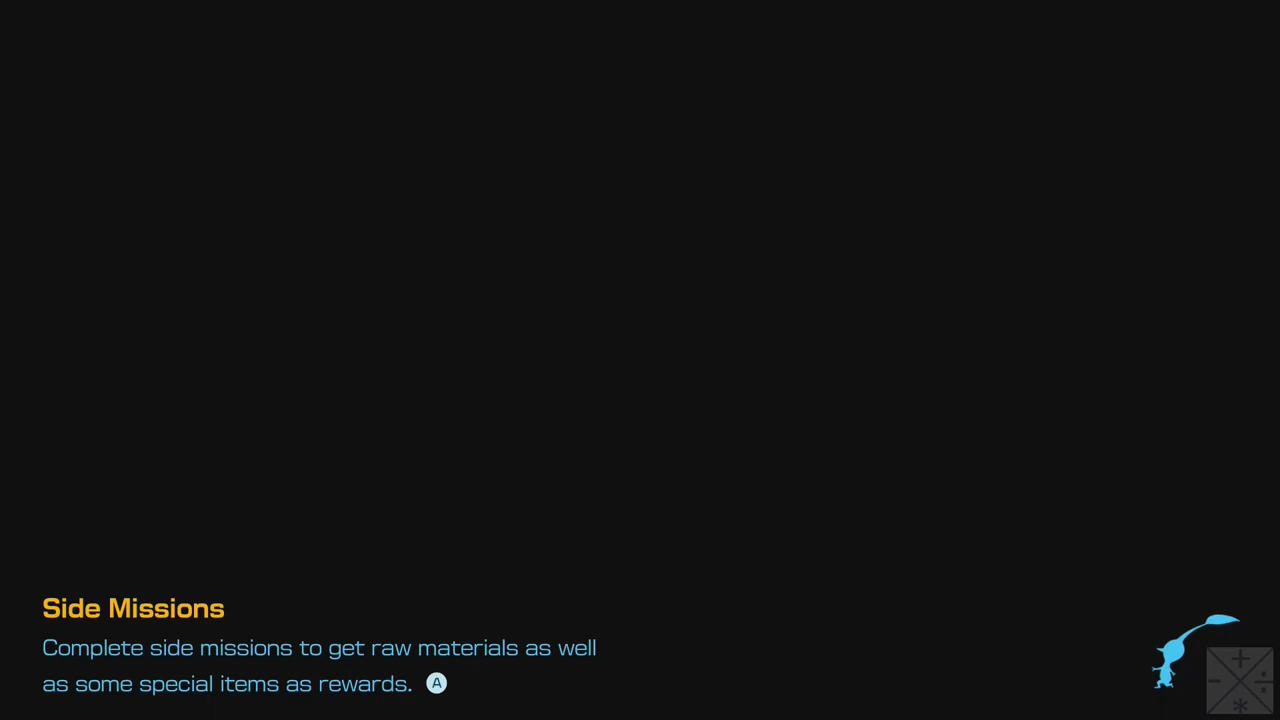 Side Missions
Complete side missions to get raw materials as well
as some special items as rewards. A